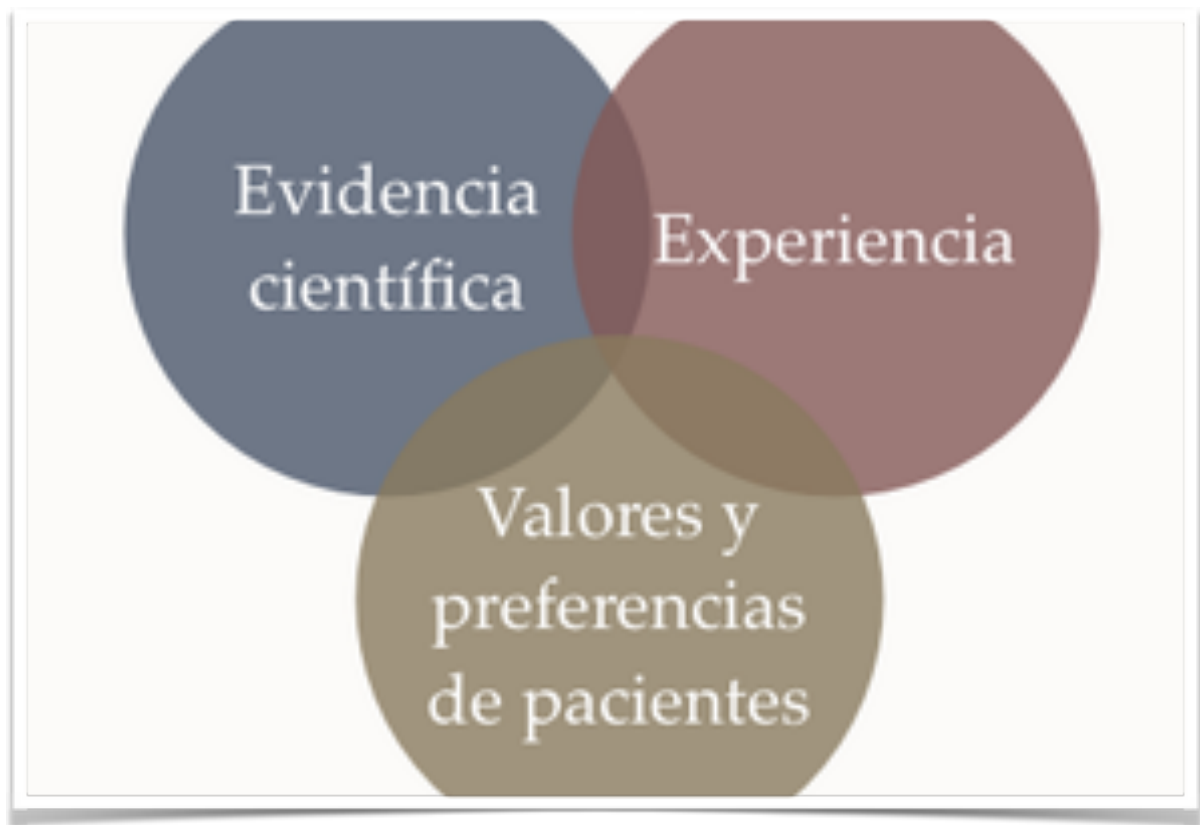 Evidencia
científica
Experiencia
Valores y
preferencias
de pacientes